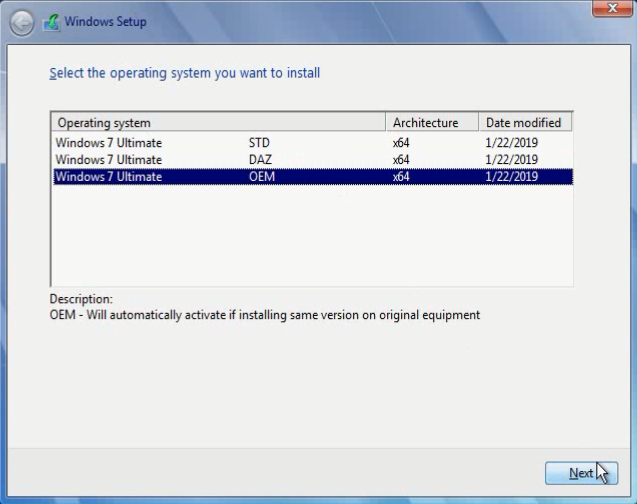 Windows Setup
Select the operating system you want to install
Operating system Architecture Date modified
Windows 7 Ultimate STD x64 1/22/2019
Windows 7 Ultimate DAZ x64 1/22/2019
Windows 7 Ultimate OEM x64 1/22/2019
Description:
OEM - Will automatically activate if installing same version on original equipment
Next